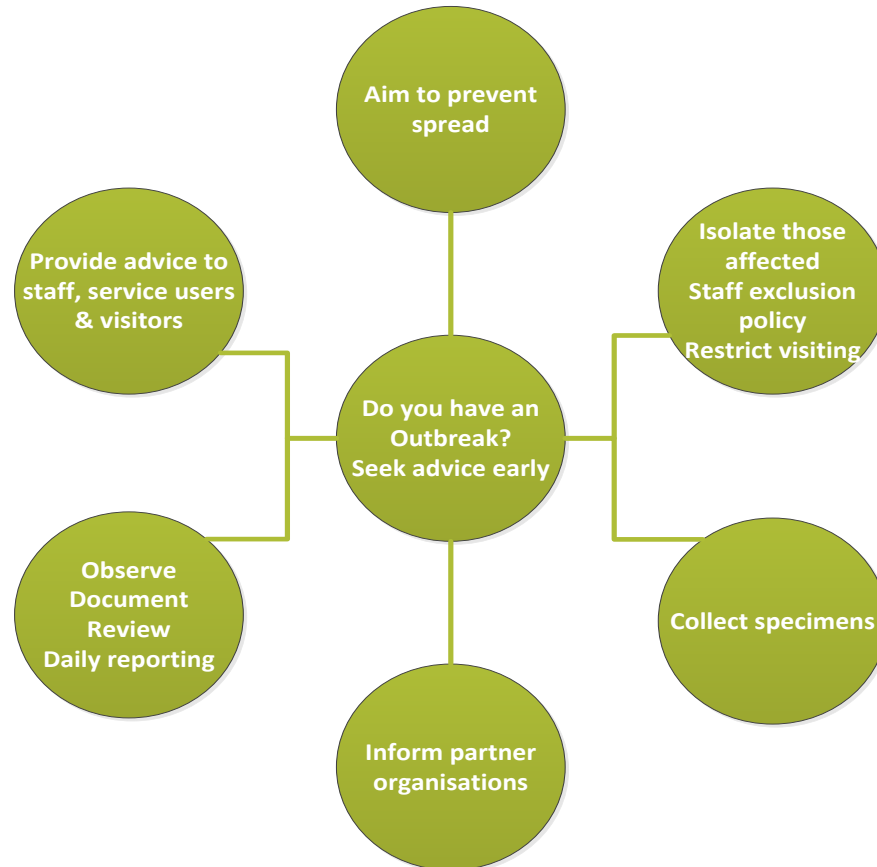 Aim to prevent
spread
Provide advice to
staff, service users
& visitors
Isolate those
affected
Staff exclusion
policy
Restrict visiting
Do you have an
Outbreak?
Seek advice early
Observe
Document
Review
Daily reporting
Collect specimens
Inform partner
organisations